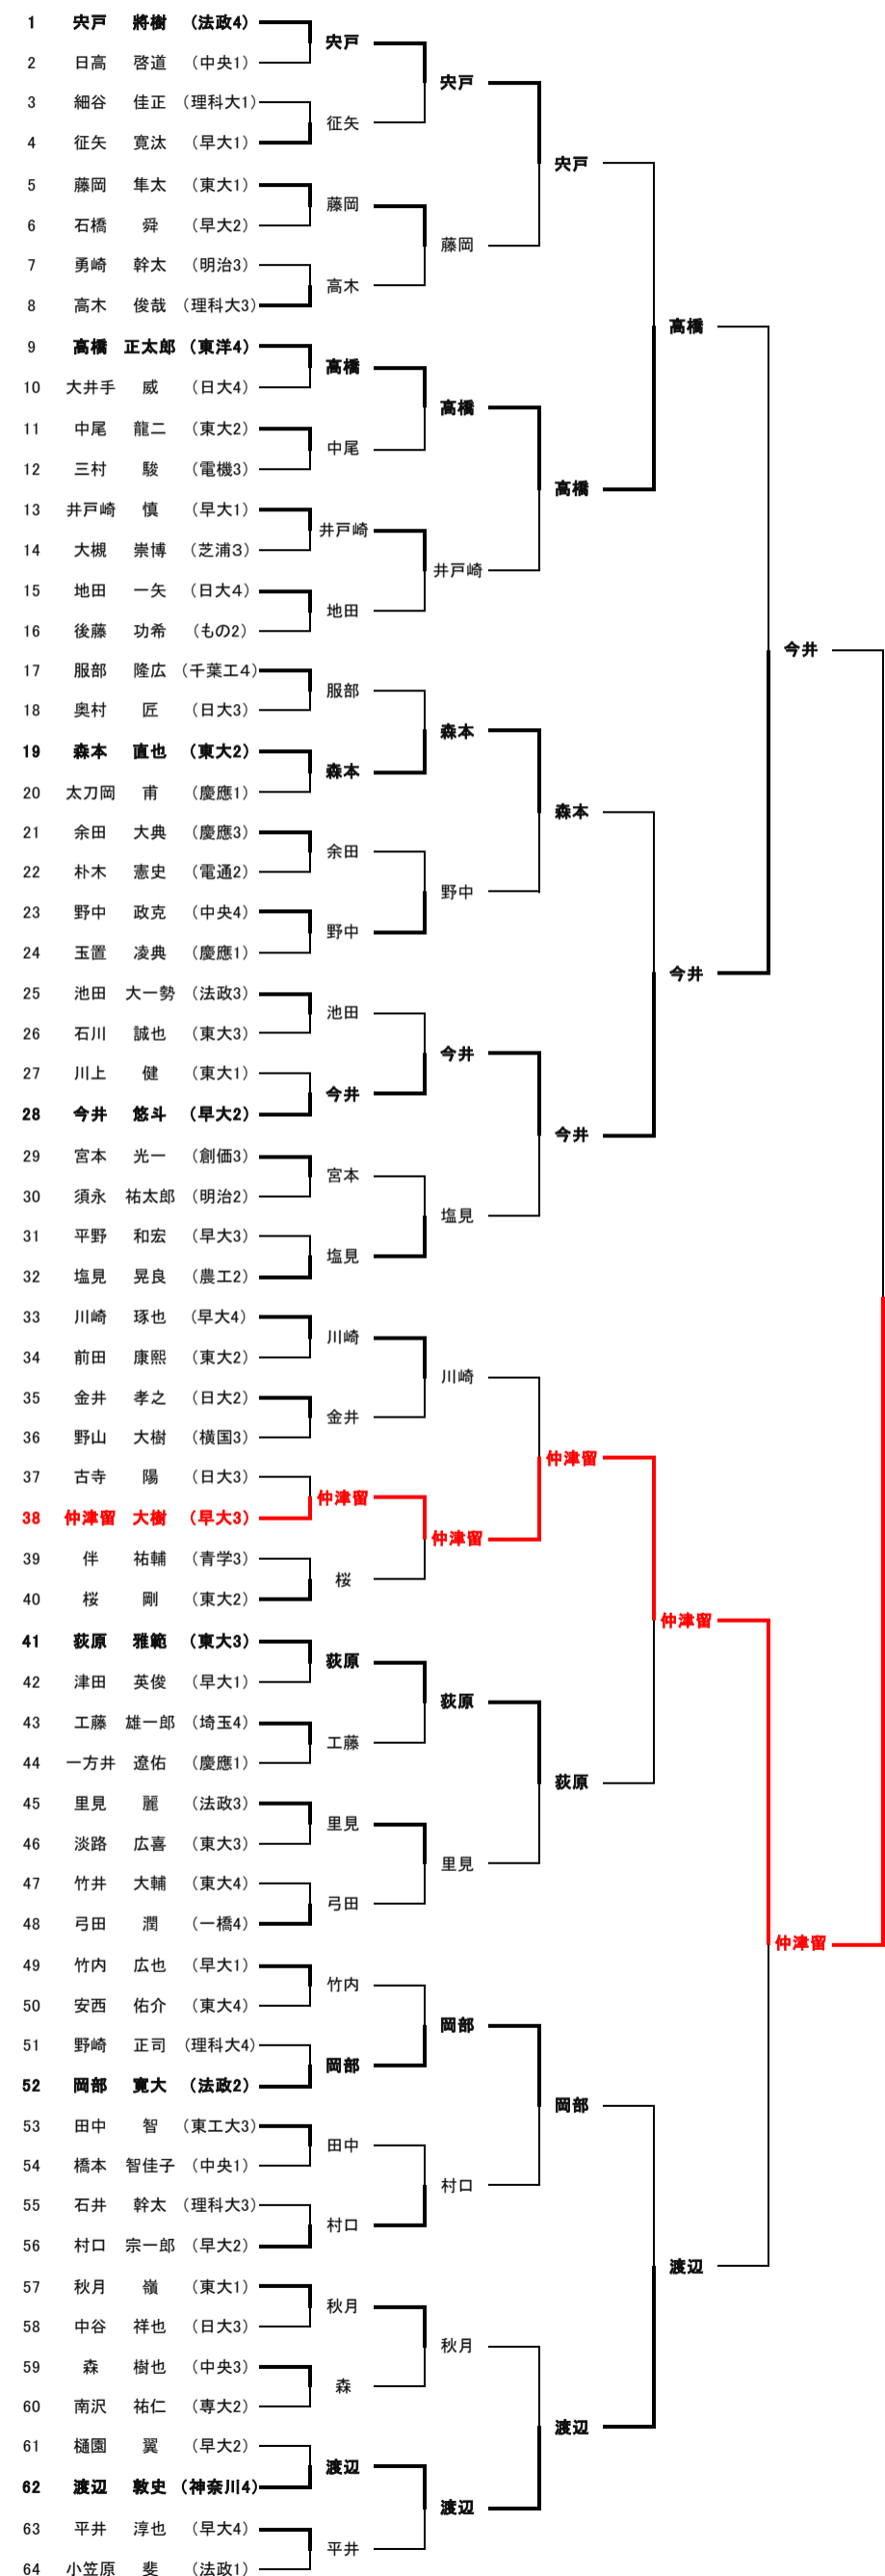 1 宍戸 將樹 (法政4)
2 日高 啓道 (中央1)
3 細谷 佳正 (理科大1)
4 征矢 寛汰 (早大1)
5 藤岡 隼太 (東大1)
6 石橋 舜 (早大2)
7 勇崎 幹太 (明治3)
8 高木 俊哉 (理科大3)
9 高橋 正太郎 (東洋4)
10 大井手 威 (日大4)
11 中尾 龍二 (東大2)
12 三村 駿 (電機3)
13 井戸崎 慎 (早大1)
14 大槻 崇博 (芝浦3)
15 地田 一矢 (日大4)
16 後藤 功希 (もの2)
17 服部 隆広 (千葉工4)
18 奥村 匠 (日大3)
19 森本 直也 (東大2)
20 太刀岡 甫 (慶應1)
21 余田 大典 (慶應3)
22 朴木 憲史 (電通2)
23 野中 政克 (中央4)
24 玉置 凌典 (慶應1)
25 池田 大一勢 (法政3)
26 石川 誠也 (東大3)
27 川上 健 (東大1)
28 今井 悠斗 (早大2)
29 宮本 光一 (創価3)
30 須永 祐太郎 (明治2)
31 平野 和宏 (早大3)
32 塩見 晃良 (農工2)
33 川崎 琢也 (早大4)
34 前田 康熙 (東大2)
35 金井 孝之 (日大2)
36 野山 大樹 (横国3)
37 古寺 陽 (日大3)
38 仲津留 大樹 (早大3)
39 伴 祐輔 (青学3)
40 桜 剛 (東大2)
41 荻原 雅範 (東大3)
42 津田 英俊 (早大1)
43 工藤 雄一郎 (埼玉4)
44 一方井 遼佑 (慶應1)
45 里見 麗 (法政3)
46 淡路 広喜 (東大3)
47 竹井 大輔 (東大4)
48 弓田 潤 (一橋4)
49 竹内 広也 (早大1)
50 安西 佑介 (東大4)
51 野崎 正司 (理科大4)
52 岡部 寛大 (法政2)
53 田中 智 (東工大3)
54 橋本 智佳子 (中央1)
55 石井 幹太 (理科大3)
56 村口 宗一郎 (早大2)
57 秋月 嶺 (東大1)
58 中谷 祥也 (日大3)
59 森 樹也 (中央3)
60 南沢 祐仁 (専大2)
61 樋園 翼 (早大2)
62 渡辺 敦史 (神奈川4)
63 平井 淳也 (早大4)
64 小笠原 斐 (法政1)
宍戸
征矢
藤岡
高木
高橋
中尾
井戸崎
地田
服部
森本
余田
野中
池田
今井
宮本
塩見
川崎
金井
仲津留
桜
荻原
工藤
里見
弓田
竹内
岡部
田中
村口
秋月
森
渡辺
平井
宍戸
藤岡
高橋
井戸崎
森本
野中
今井
塩見
川崎
仲津留
荻原
里見
岡部
村口
秋月
渡辺
宍戸
高橋
森本
今井
仲津留
荻原
岡部
渡辺
高橋
今井
仲津留
渡辺
今井
仲津留